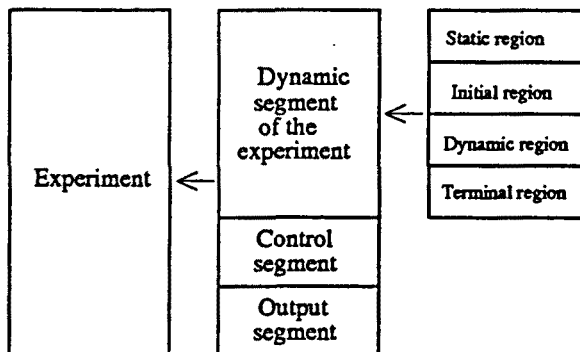 Experiment
Dynamic
segment
of the
experiment
Control
segment
Output
segment
Static region
Initial region
Dynamic region
Terminal region